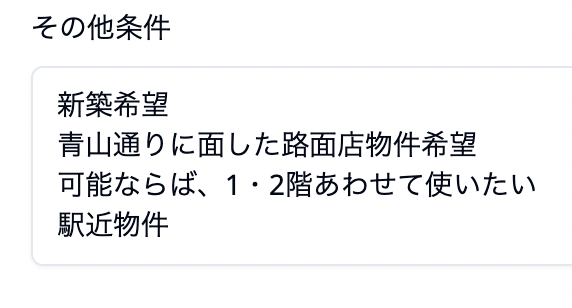 その他条件
新築希望
青山通りに面した路面店物件希望
可能ならば、1・2階あわせて使いたい
駅近物件